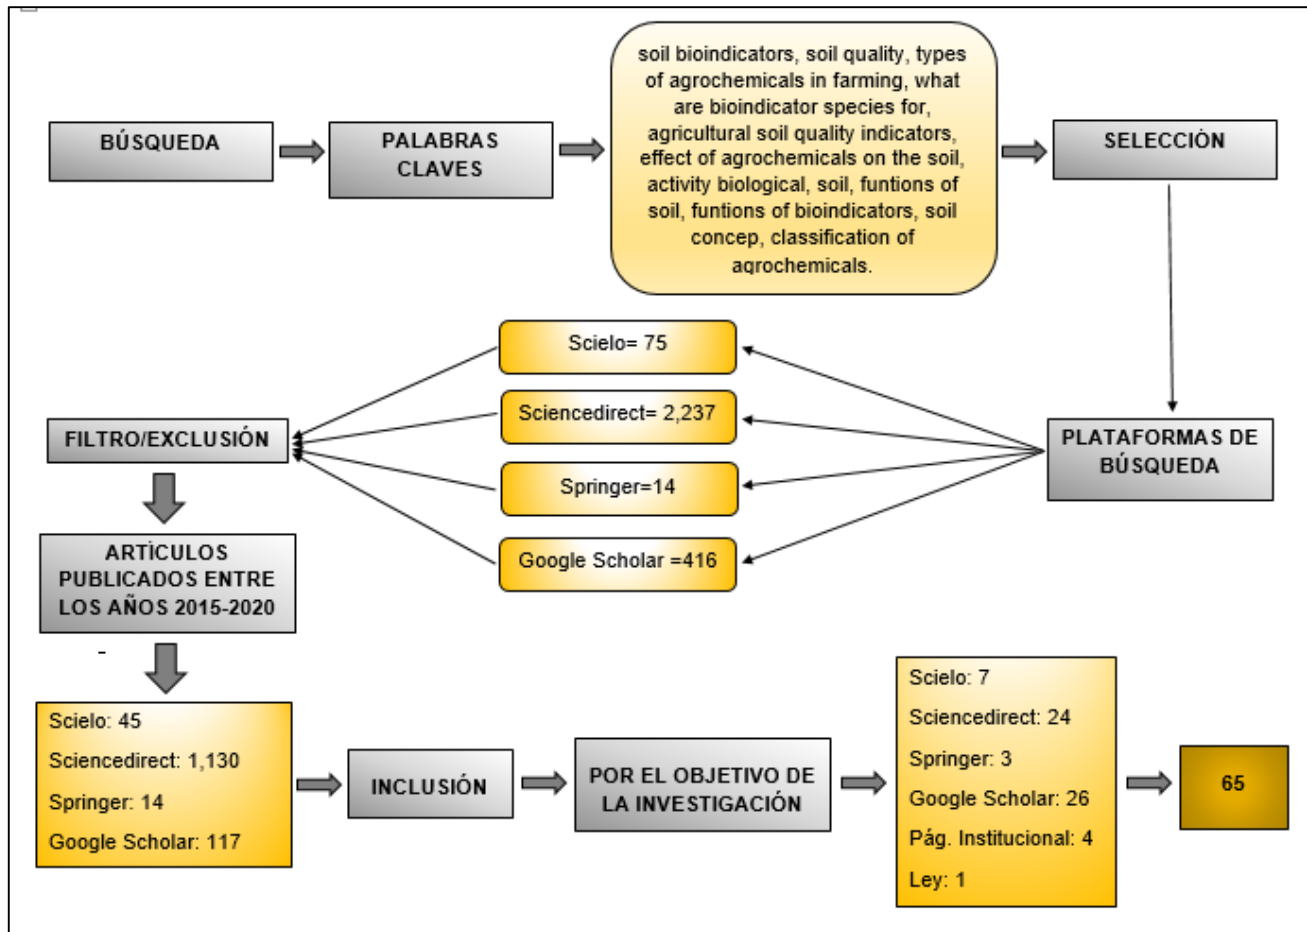 BÚSQUEDA
PALABRAS
CLAVES
soil bioindicators, soil quality, types
of agrochemicals in farming, what
are bioindicator species for,
agricultural soil quality indicators,
effect of agrochemicals on the soil,
activity biological, soil, funtions of
soil, funtions of bioindicators, soil
concep, classification of
agrochemicals.
SELECCIÓN
PLATAFORMAS DE
BÚSQUEDA
Scielo= 75
Sciencedirect= 2,237
Springer=14
Google Scholar =416
FILTRO/EXCLUSIÓN
ARTÍCULOS
PUBLICADOS ENTRE
LOS AÑOS 2015-2020
-
Scielo: 45
Sciencedirect: 1,130
Springer: 14
Google Scholar: 117
INCLUSIÓN
POR EL OBJETIVO DE
LA INVESTIGACIÓN
Scielo: 7
Sciencedirect: 24
Springer: 3
Google Scholar: 26
Pág. Institucional: 4
Ley: 1
65